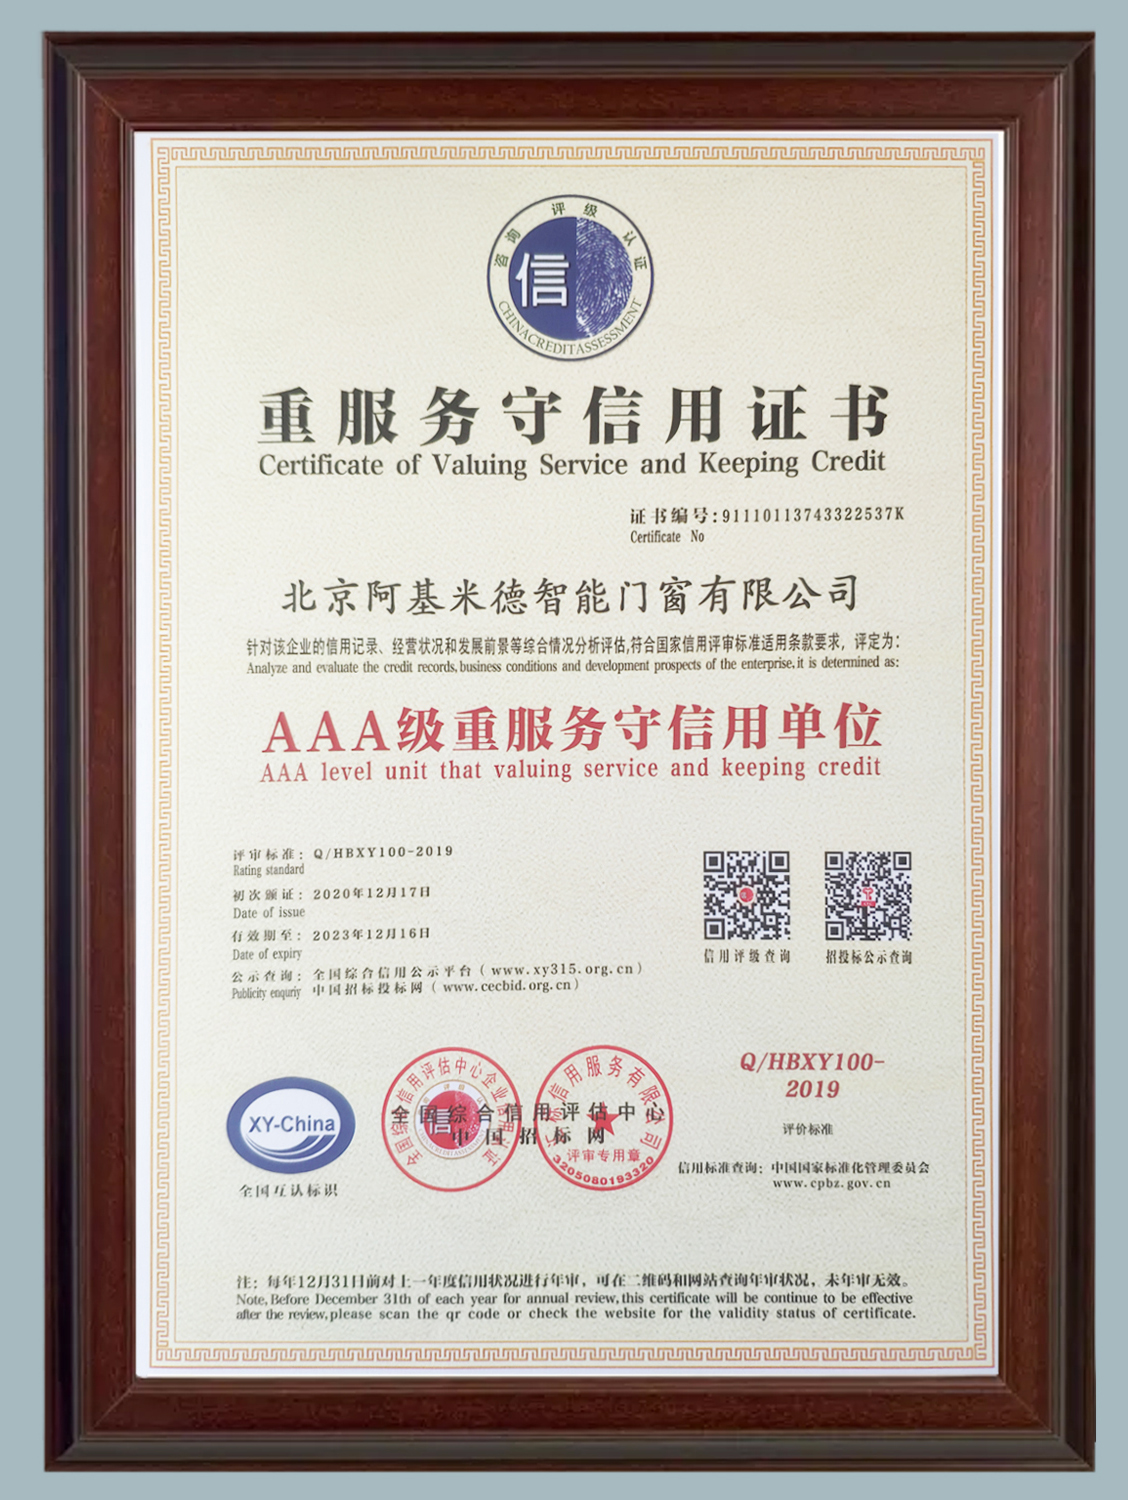 咨询 评级 认证
信
CHINACREDITASSESSMENT
重服务守信用证书
Certificate of Valuing Service and Keeping Credit
证书编号:91110113743322537K
Certificate No
北京阿基米德智能门窗有限公司
针对该企业的信用记录、经营状况和发展前景等综合情况分析评估,符合国家信用评审标准适用条款要求，评定为:
Analyze and evaluate the credit records,business conditions and development prospects of the enterprise,it is determined as:
AAA级重服务守信用单位
AAA level unit that valuing service and keeping credit
评审标准: Q/HBXY100-2019
Rating standard
初次颁证: 2020年12月17日
Date of issue
有效期至: 2023年12月16日
Date of expiry
公示查询: 全国综合信用公示平台（www.xy315.org.cn）
Publicity enquriy 中国招标投标网（www.cecbid.org.cn）
信用评级查询
招投标公示查询
XY-China
全国互认标识
全国综合信用评估中心
中国招标网
评审专用章
3205080193320
Q/HBXY100-
2019
评价标准
信用标准查询: 中国国家标准化管理委员会
www.cpbz.gov.cn
注: 每年12月31日前对上一年度信用状况进行年审，可在二维码和网站查询年审状况，未年审无效。
Note,Before December 31th of each year for annual review,this certificate will be continue to be effective
after the review,please scan the qr code or check the website for the validity status of certificate.